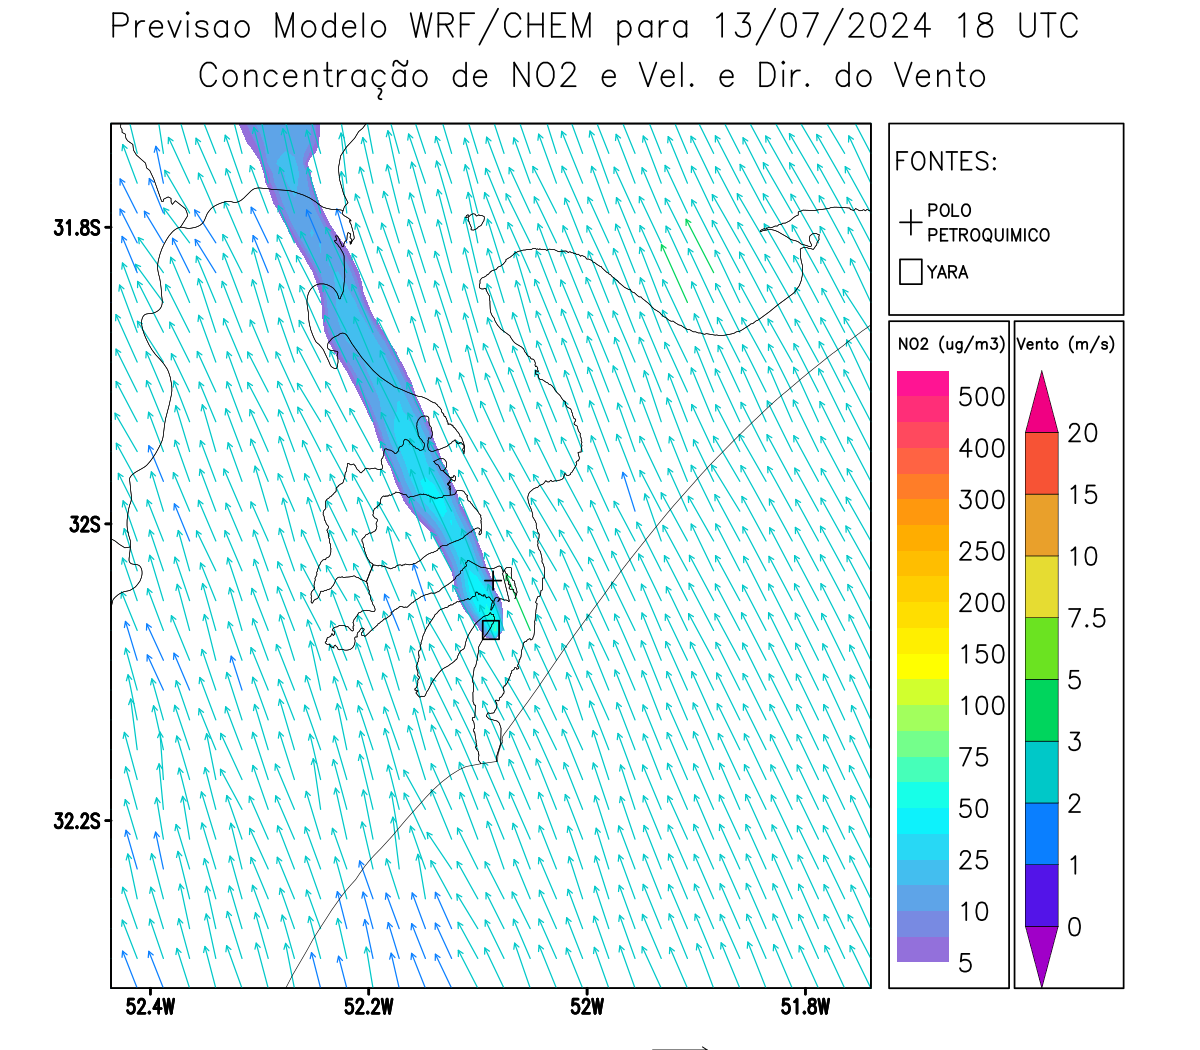 Previsao Modelo WRF/CHEM para 13/07/2024 18 UTC
Concentração de NO2 e Vel. e Dir. do Vento
FONTES:
POLO
PETROQUIMICO
YARA
NO2 (ug/m3)
500
400
300
250
200
150
100
75
50
25
10
5
Vento (m/s)
20
15
10
7.5
5
3
2
1
0
31.8S
32S
32.2S
52.4W
52.2W
52W
51.8W